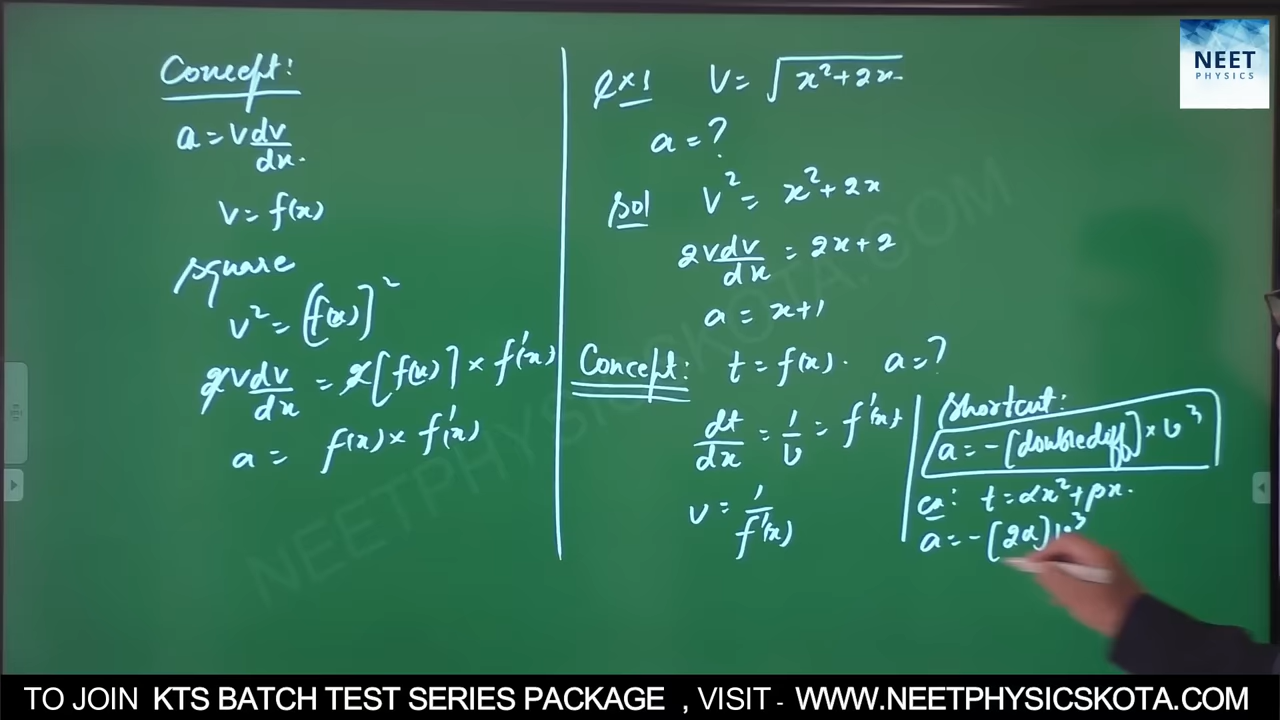 Concept:
a = v dv/dx.
v = f(x)
square
v² = [f(x)]²
2v dv/dx = 2[f(x)] × f'(x)
a = f(x) × f'(x)
ex1 V = √(x²+2x)
a = ?
sol V² = x²+2x
2v dv/dx = 2x+2
a = x+1
Concept: t = f(x). a = ?
dt/dx = 1/v = f'(x)
v = 1/f'(x)
Shortcut:
a = -[double diff] × v³
ex: t = αx²+βx.
a = -[2α]v³
NEET
PHYSICS
NEETPHYSICSKOTA.COM
TO JOIN KTS BATCH TEST SERIES PACKAGE , VISIT - WWW.NEETPHYSICSKOTA.COM